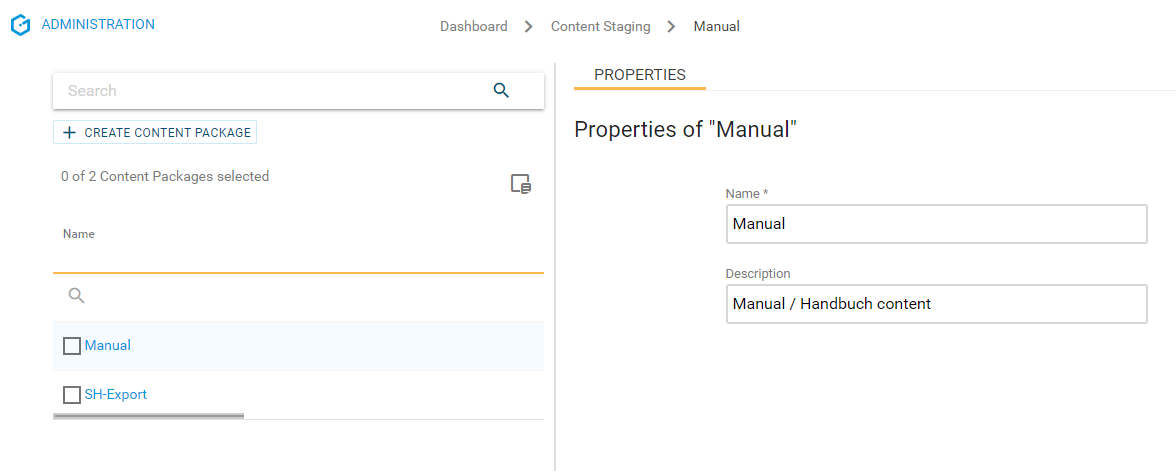 ADMINISTRATION
Dashboard Content Staging Manual
Search
CREATE CONTENT PACKAGE
0 of 2 Content Packages selected
Name
Manual
SH-Export
PROPERTIES
Properties of "Manual"
Name *
Manual
Description
Manual / Handbuch content